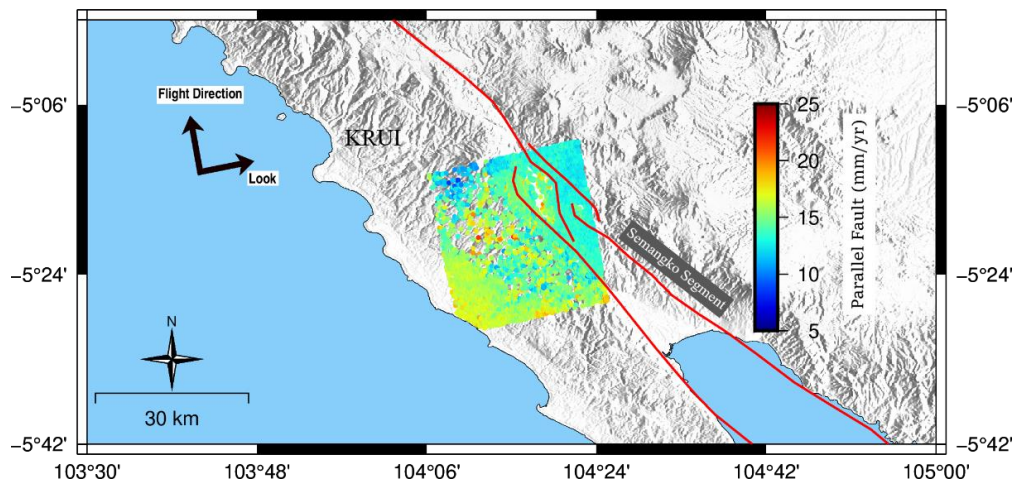 −5°06'
−5°24'
−5°42'
103°30'
103°48'
104°06'
104°24'
104°42'
105°00'
−5°06'
−5°24'
−5°42'
Flight Direction
Look
KRUI
Semangko Segment
25
20
15
10
5
Parallel Fault (mm/yr)
N
30 km